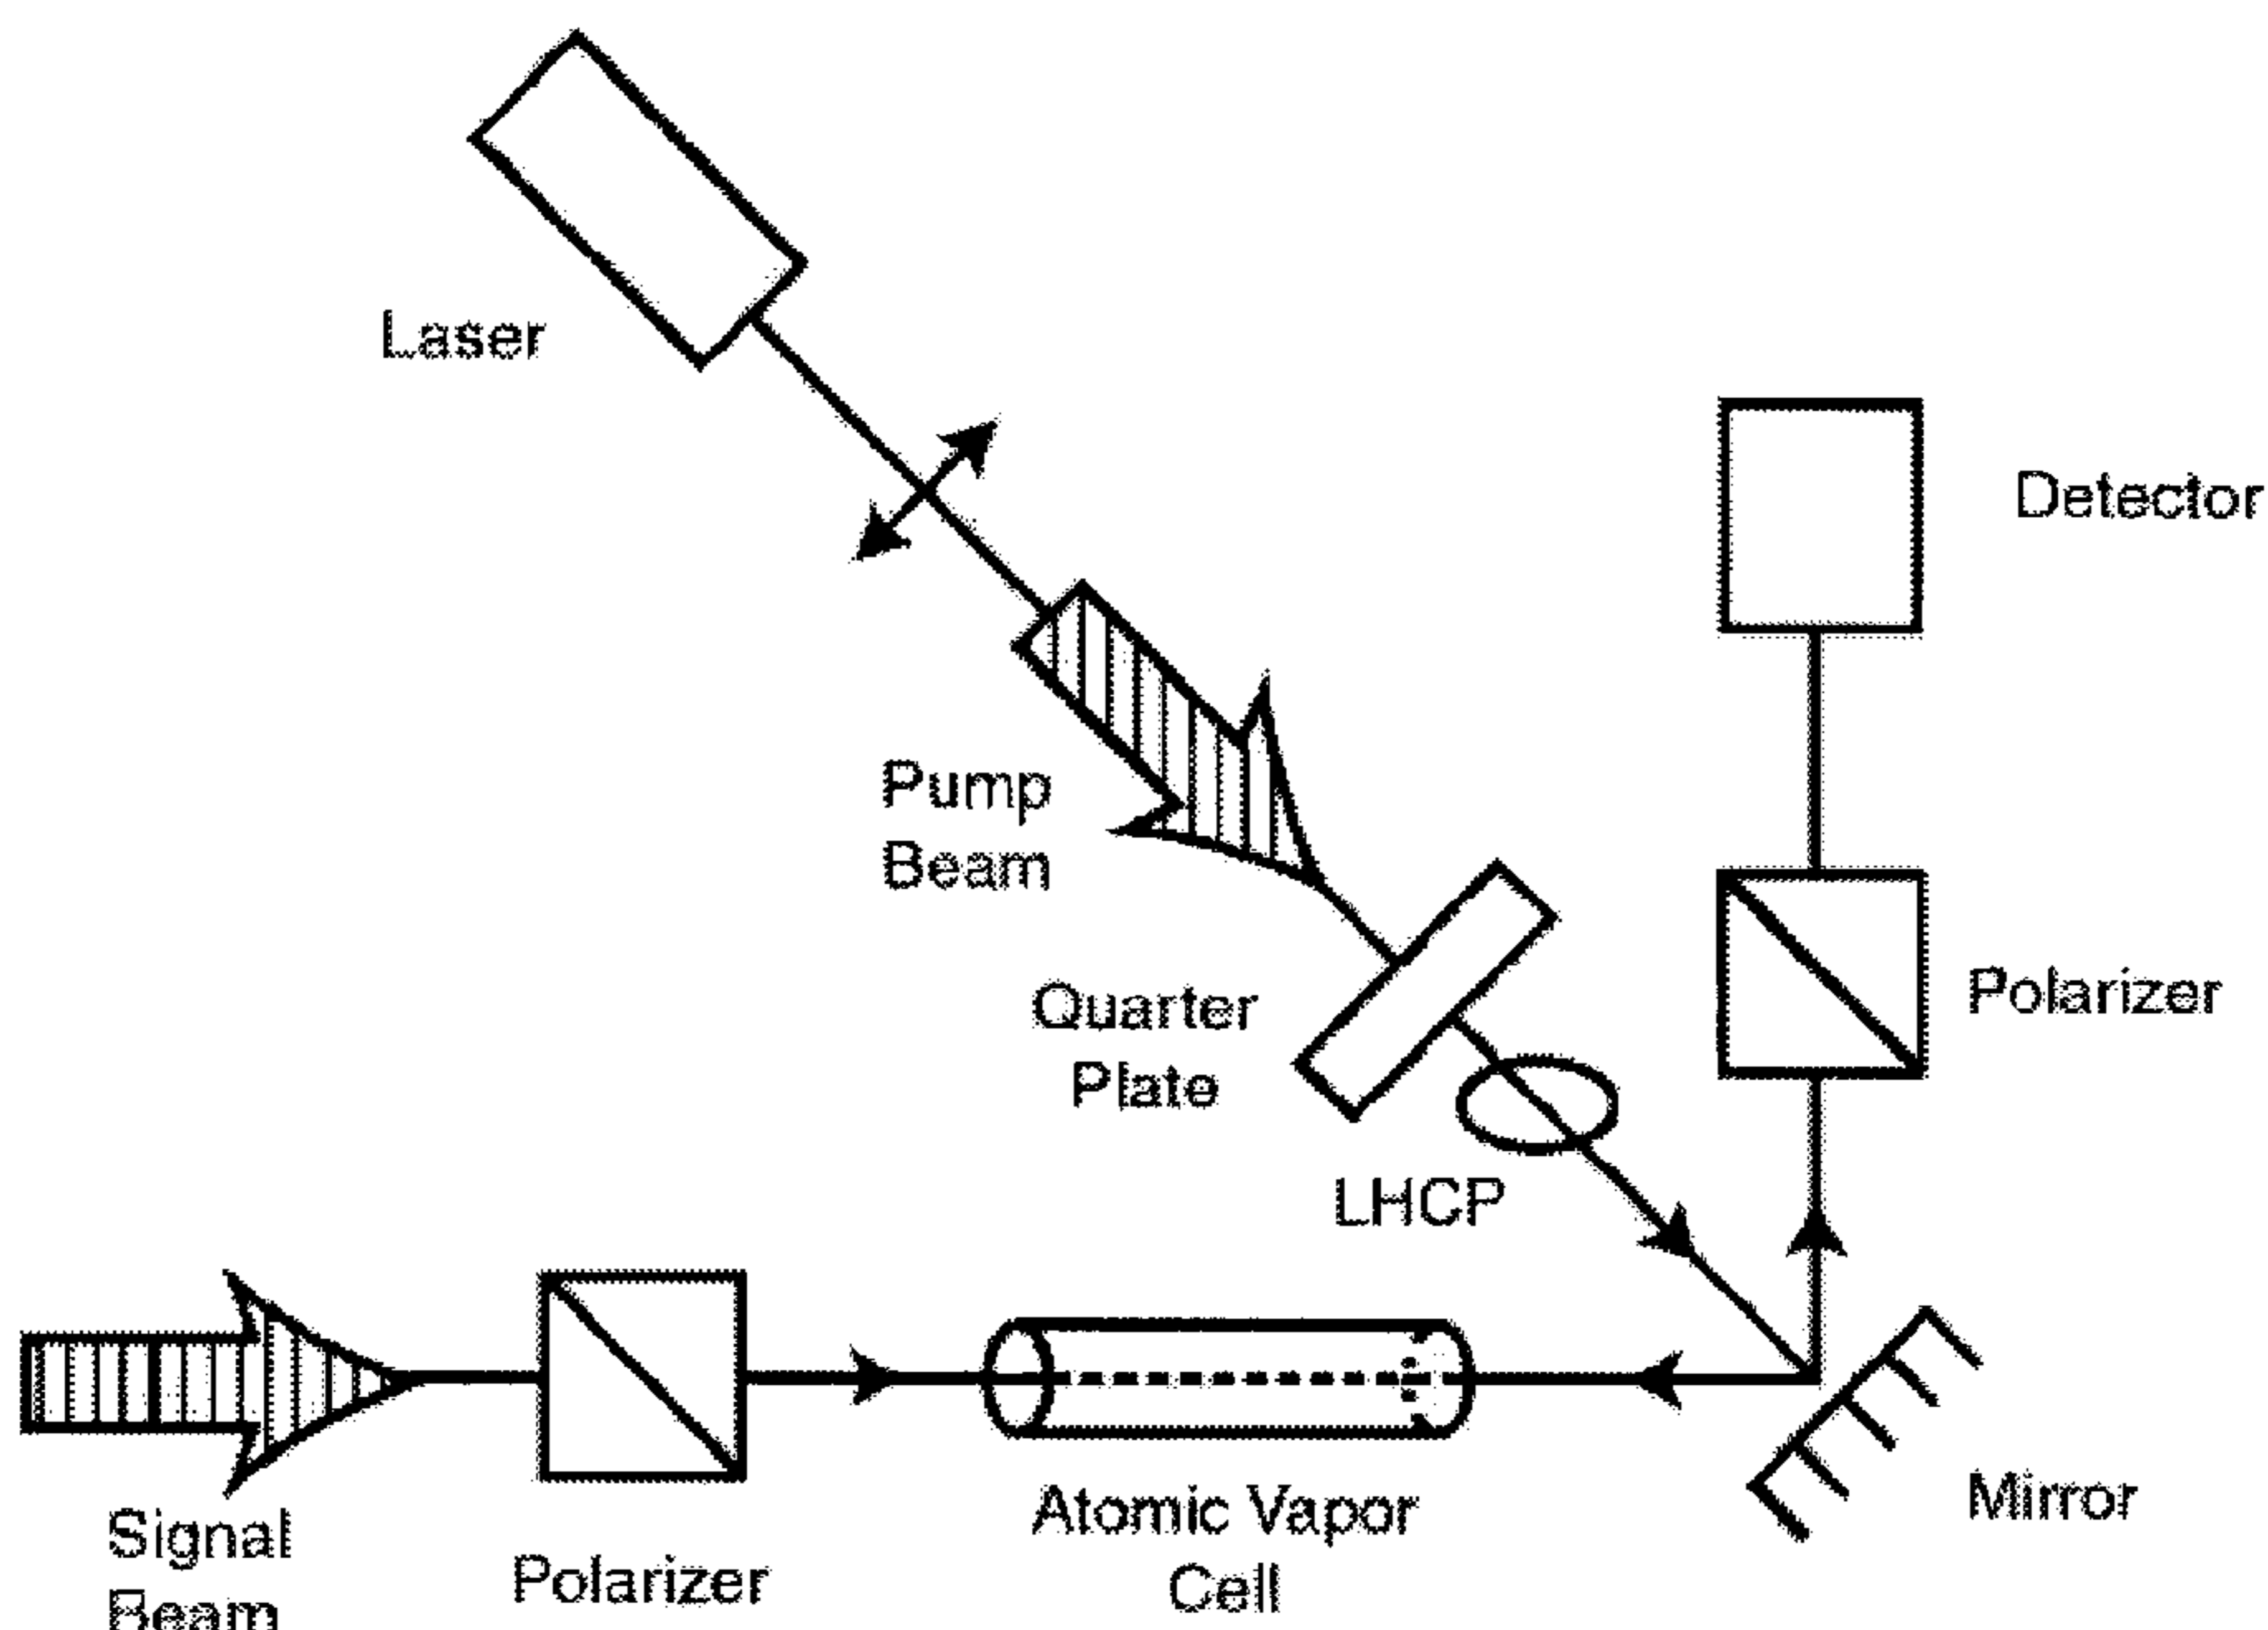 Laser
Detector
Pump
Beam
Quarter
Plate
Polarizer
LHCP
Signal
Beam
Polarizer
Atomic Vapor
Cell
Mirror